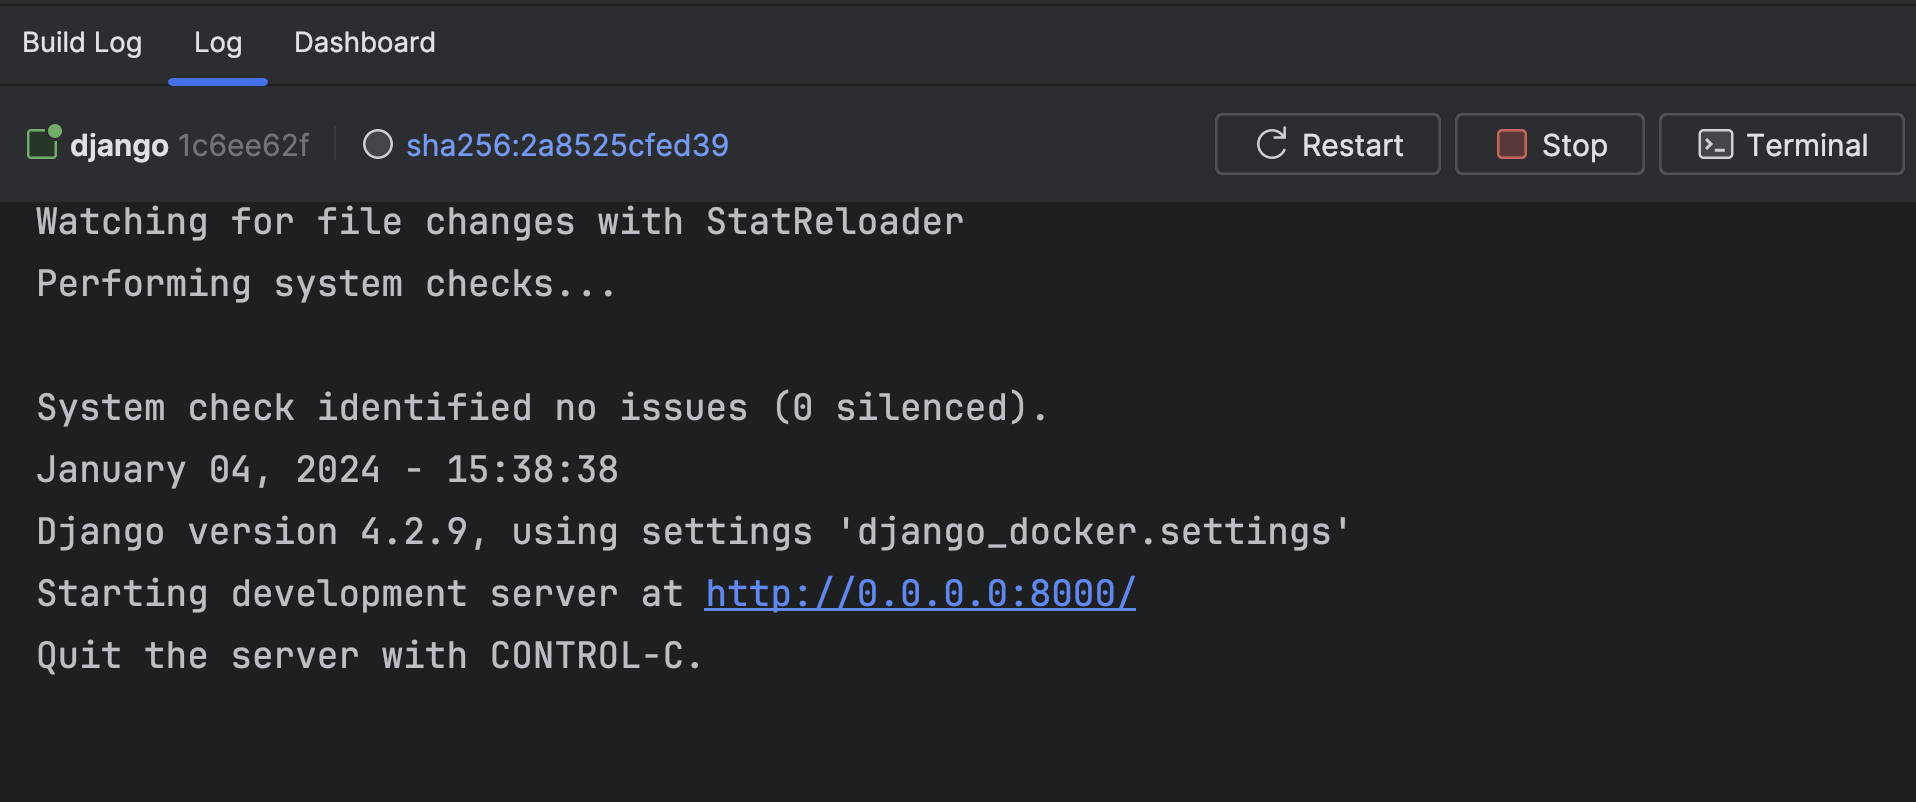 Build Log Log Dashboard
django 1c6ee62f sha256:2a8525cfed39 Restart Stop Terminal
Watching for file changes with StatReloader
Performing system checks...
System check identified no issues (0 silenced).
January 04, 2024 - 15:38:38
Django version 4.2.9, using settings 'django_docker.settings'
Starting development server at http://0.0.0.0:8000/
Quit the server with CONTROL-C.